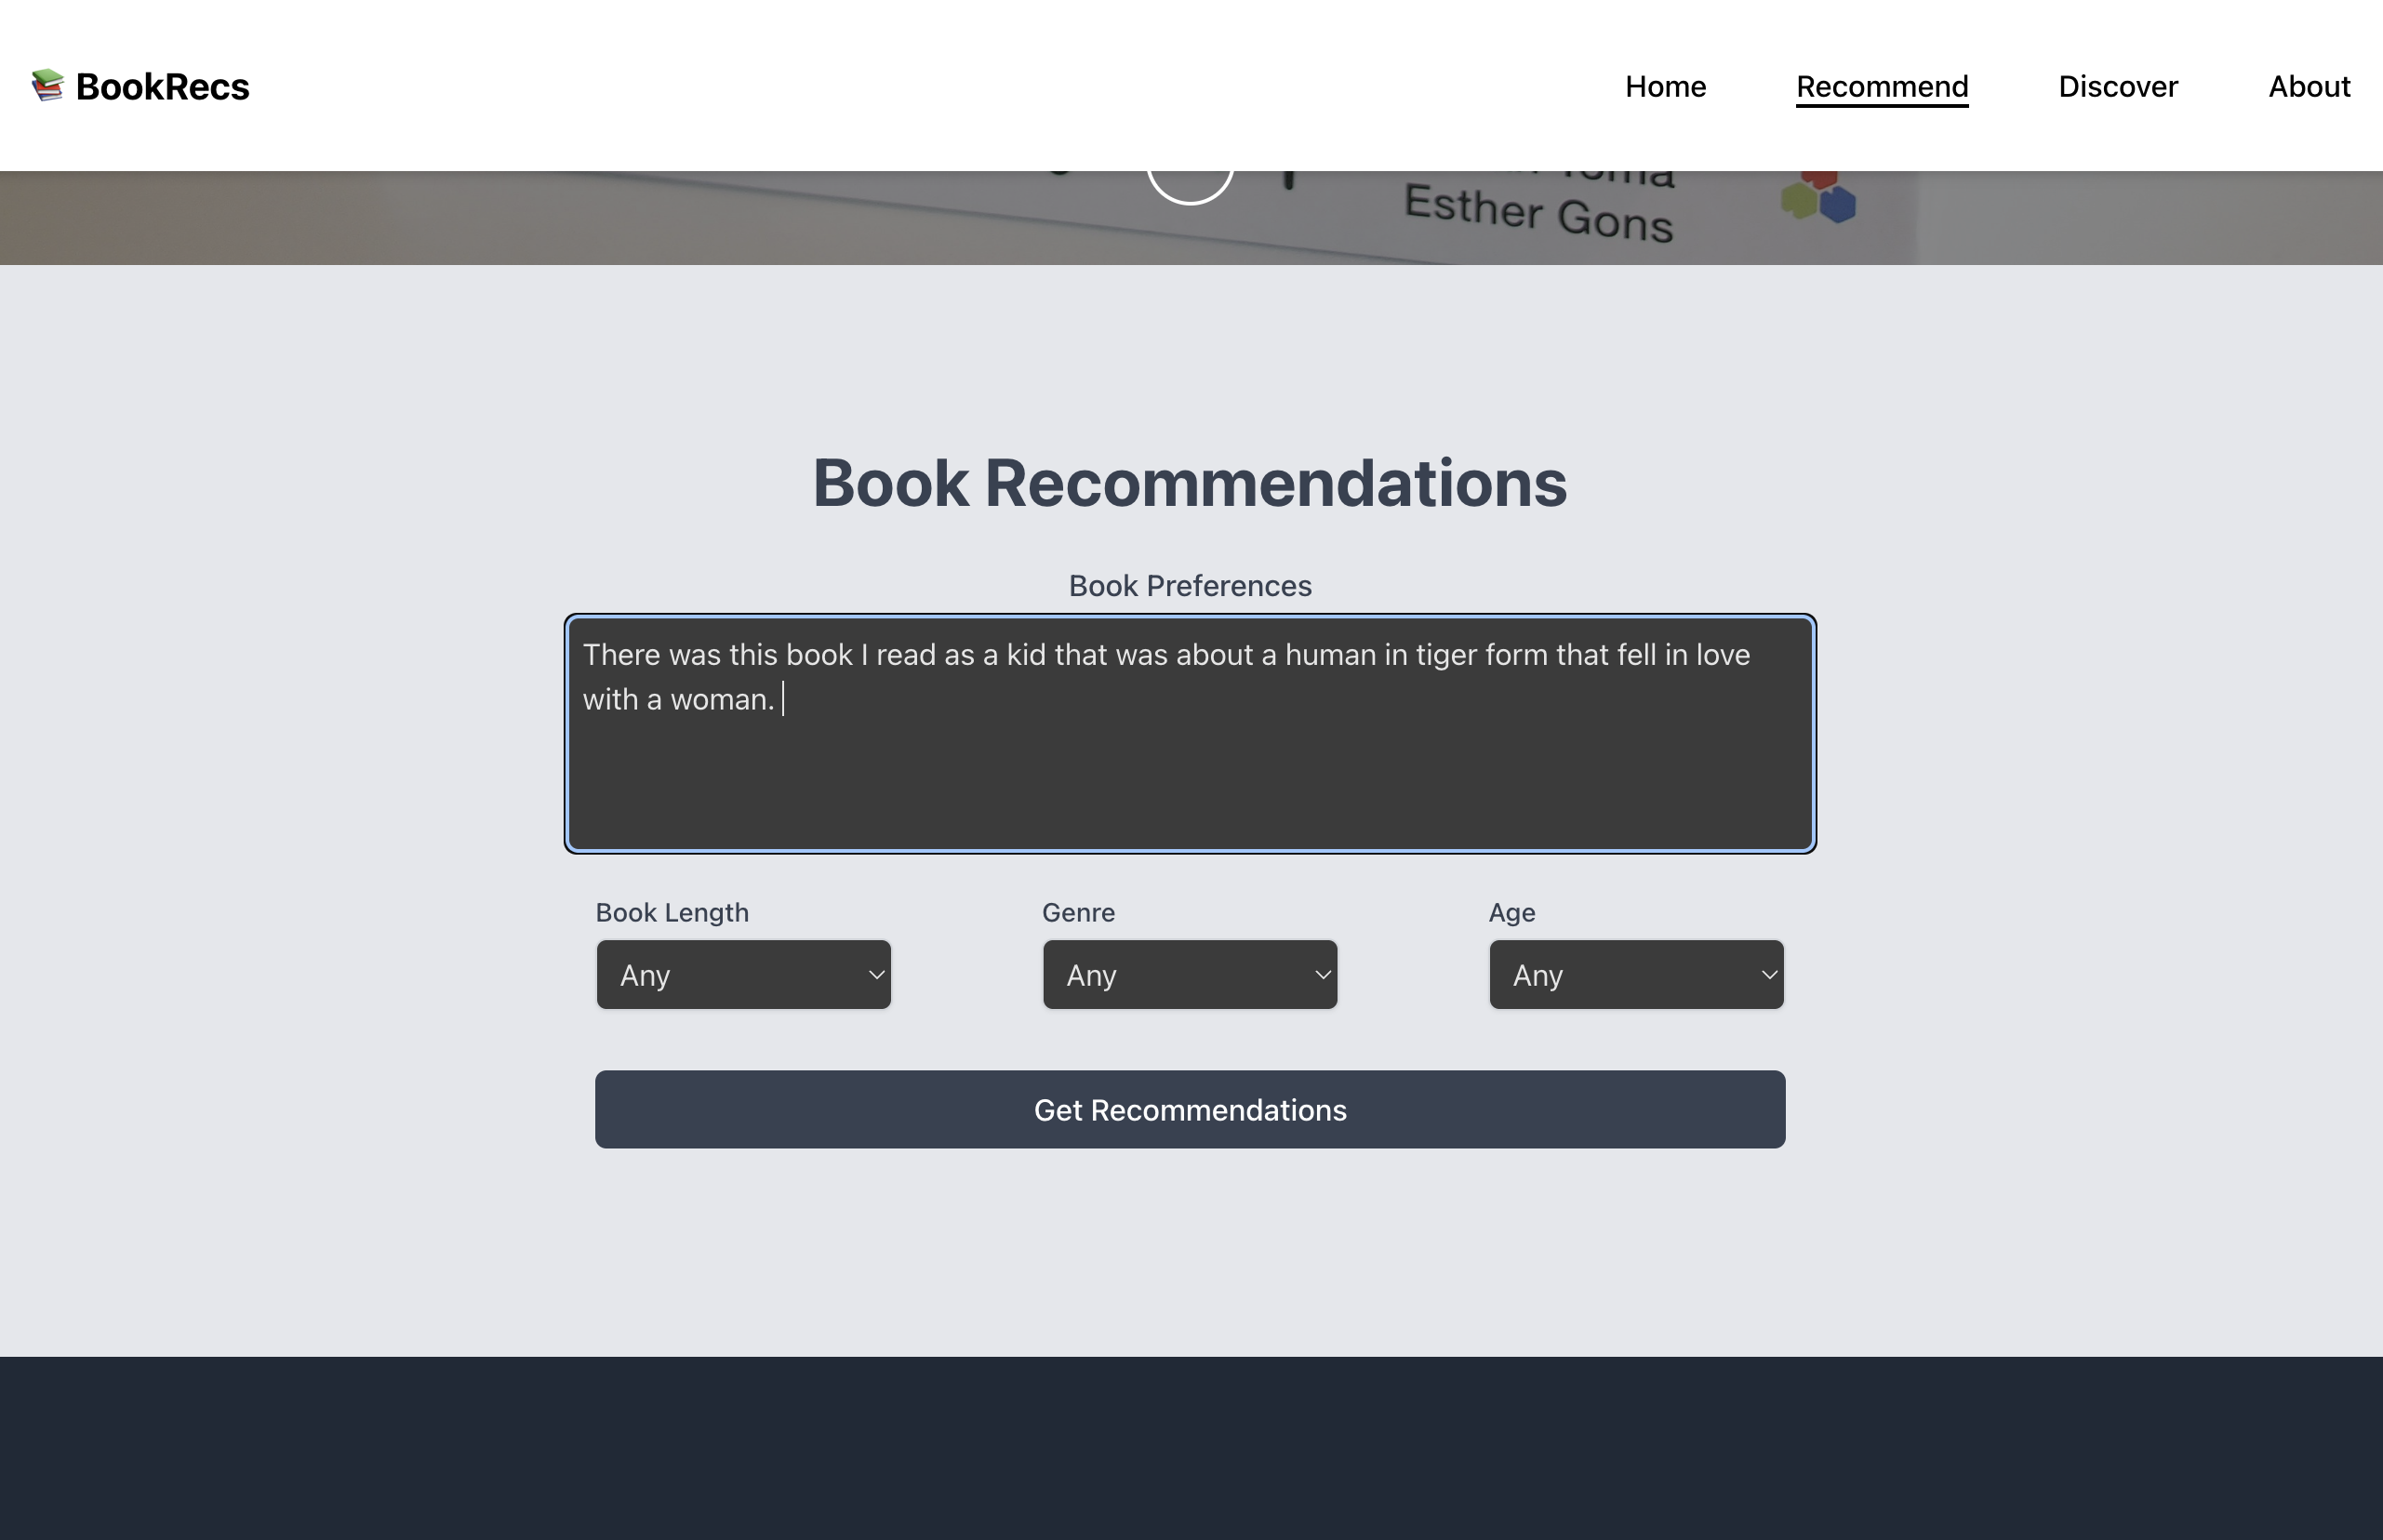 BookRecs
Home
Recommend
Discover
About
Esther Gons
Book Recommendations
Book Preferences
There was this book I read as a kid that was about a human in tiger form that fell in love
with a woman.
Book Length
Genre
Age
Any
Any
Any
Get Recommendations